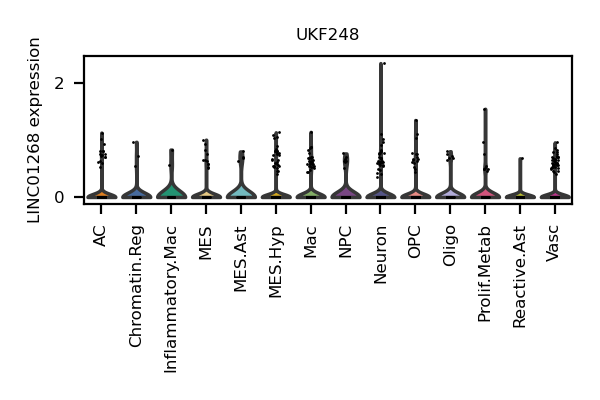 UKF248
LINC01268 expression
2
0
AC
Chromatin.Reg
Inflammatory.Mac
MES
MES.Ast
MES.Hyp
Mac
NPC
Neuron
OPC
Oligo
Prolif.Metab
Reactive.Ast
Vasc